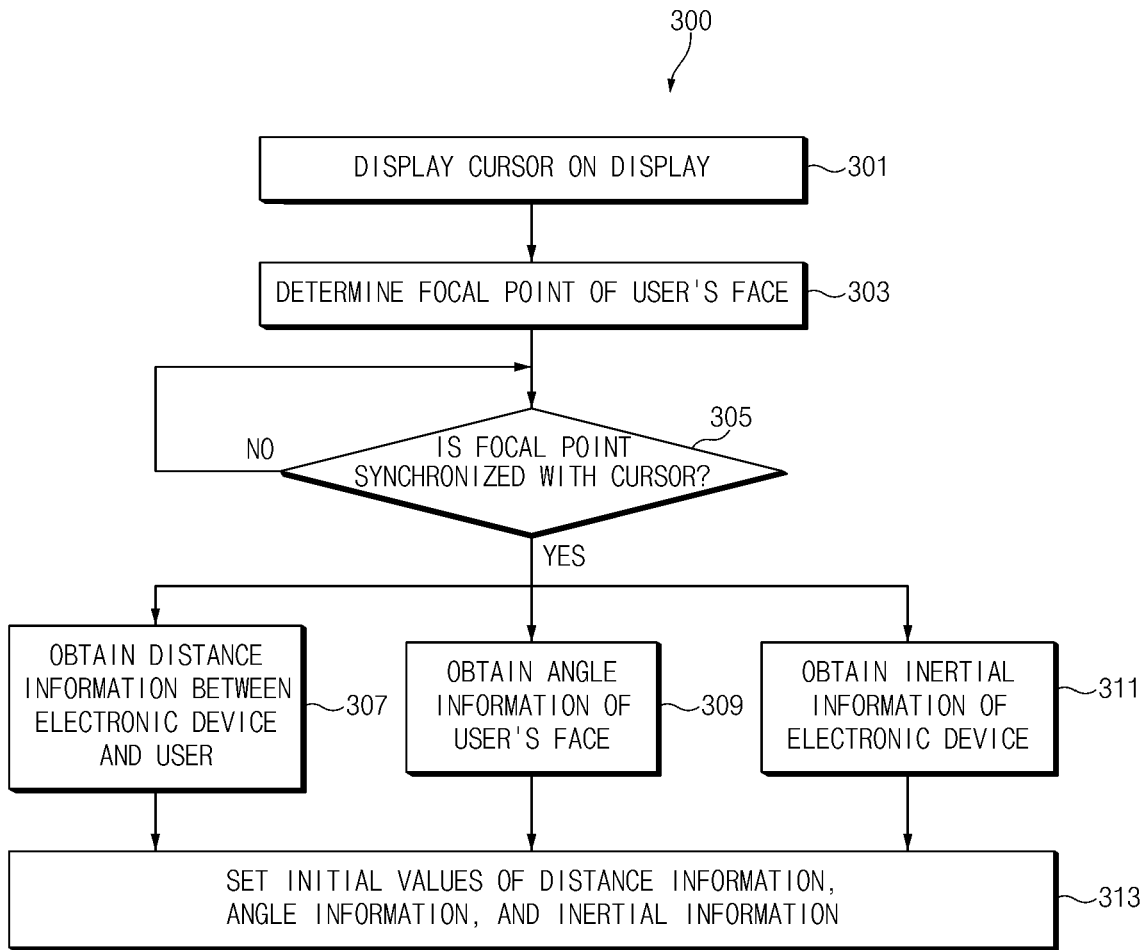 300
DISPLAY CURSOR ON DISPLAY
301
DETERMINE FOCAL POINT OF USER'S FACE
303
305
IS FOCAL POINT
SYNCHRONIZED WITH CURSOR?
NO
YES
OBTAIN DISTANCE
INFORMATION BETWEEN
ELECTRONIC DEVICE
AND USER
307
OBTAIN ANGLE
INFORMATION OF
USER'S FACE
309
OBTAIN INERTIAL
INFORMATION OF
ELECTRONIC DEVICE
311
SET INITIAL VALUES OF DISTANCE INFORMATION,
ANGLE INFORMATION, AND INERTIAL INFORMATION
313